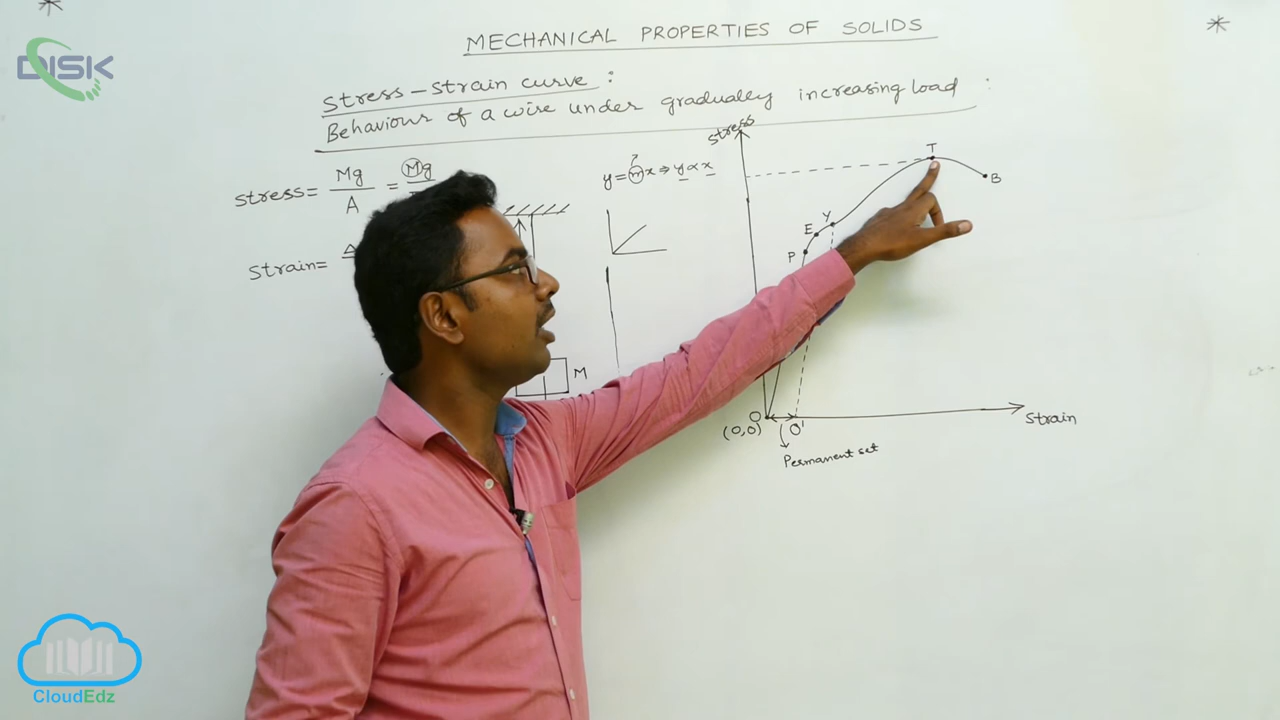 DISK
MECHANICAL PROPERTIES OF SOLIDS
Stress-strain curve :
Behaviour of a wire under gradually increasing load :
stress = Mg/A = Mg
strain =
M
y = mx ⇒ y ∝ x
?
stress
T
B
Y
E
P
O
(0,0)
O'
Permanent set
strain
CloudEdz